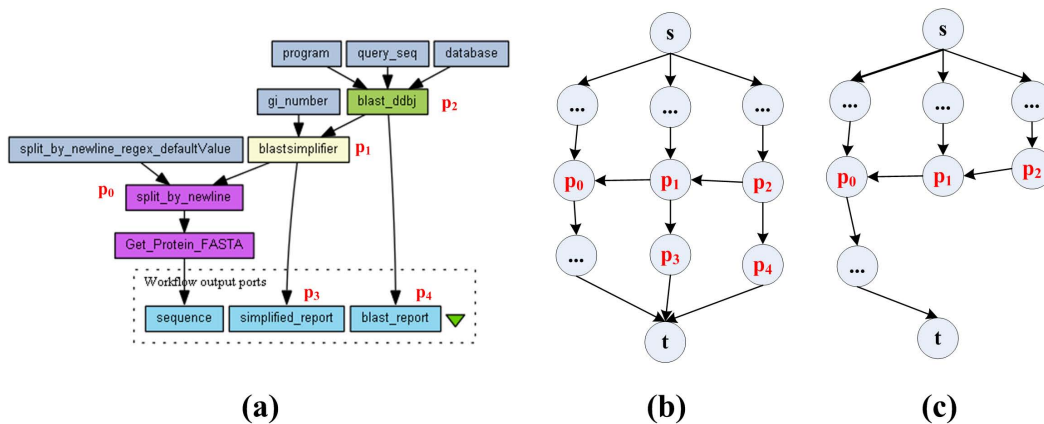 program query_seq database
gi_number blast_ddbj p2
split_by_newline_regex_defaultValue blastsimplifier p1
p0 split_by_newline
Get_Protein_FASTA
Workflow output ports p3 p4
sequence simplified_report blast_report
(a)
s
... ... ...
p0 p1 p2
... p3 p4
t
(b)
s
... ... ...
p0 p1 p2
...
t
(c)